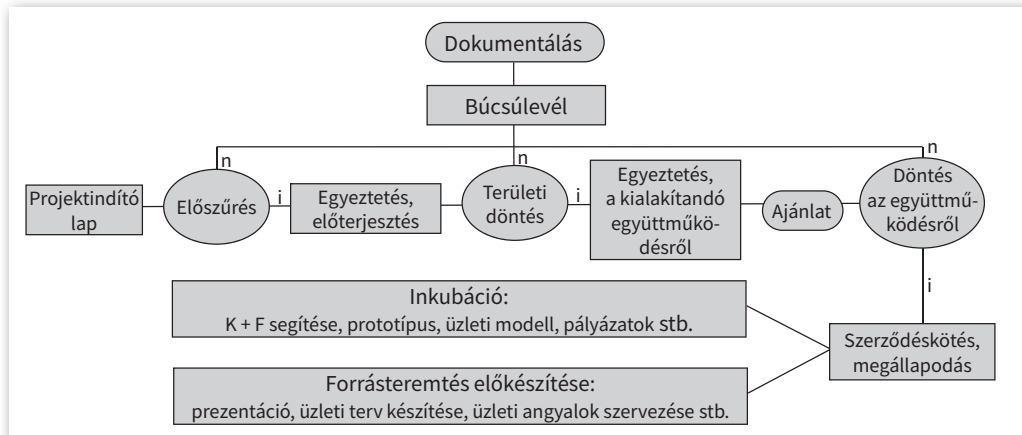 Dokumentálás
Búcsúlevél
n
n
n
Projektindító
lap
Előszűrés
i
Egyeztetés,
előterjesztés
Területi
döntés
i
Egyeztetés,
a kialakítandó
együttműko-
désről
Ajánlat
Döntés
az együttmű-
ködésről
i
Inkubáció:
K + F segítése, prototípus, üzleti modell, pályázatok stb.
Szerződéskötés,
megállapodás
Forrásteremtés előkészítése:
prezentáció, üzleti terv készítése, üzleti angyalok szervezése stb.